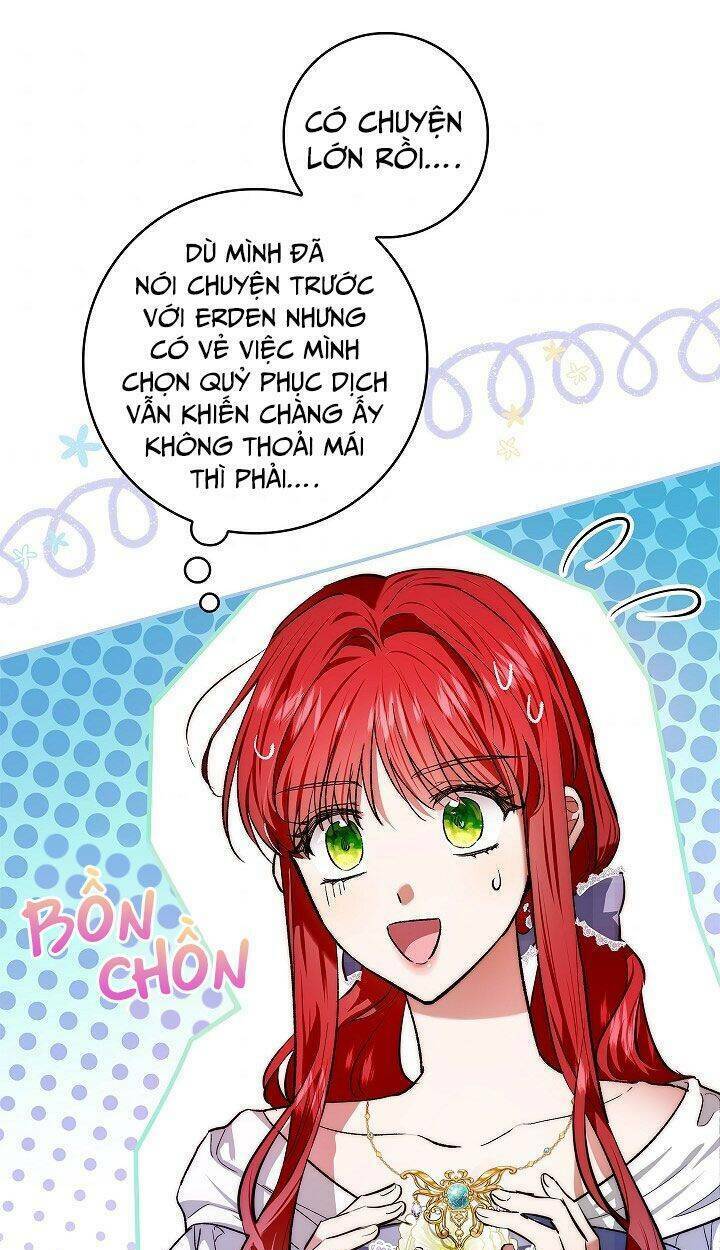 CÓ CHUYỆN
LỚN RỒI....
DÙ MÌNH ĐÃ
NÓI CHUYỆN TRƯỚC
VỚI ERDEN NHƯNG
CÓ VẺ VIỆC MÌNH
CHỌN QUỶ PHỤC DỊCH
VẪN KHIẾN CHÀNG ẤY
KHÔNG THOẢI MÁI
THÌ PHẢI....
BỒN
CHỒN